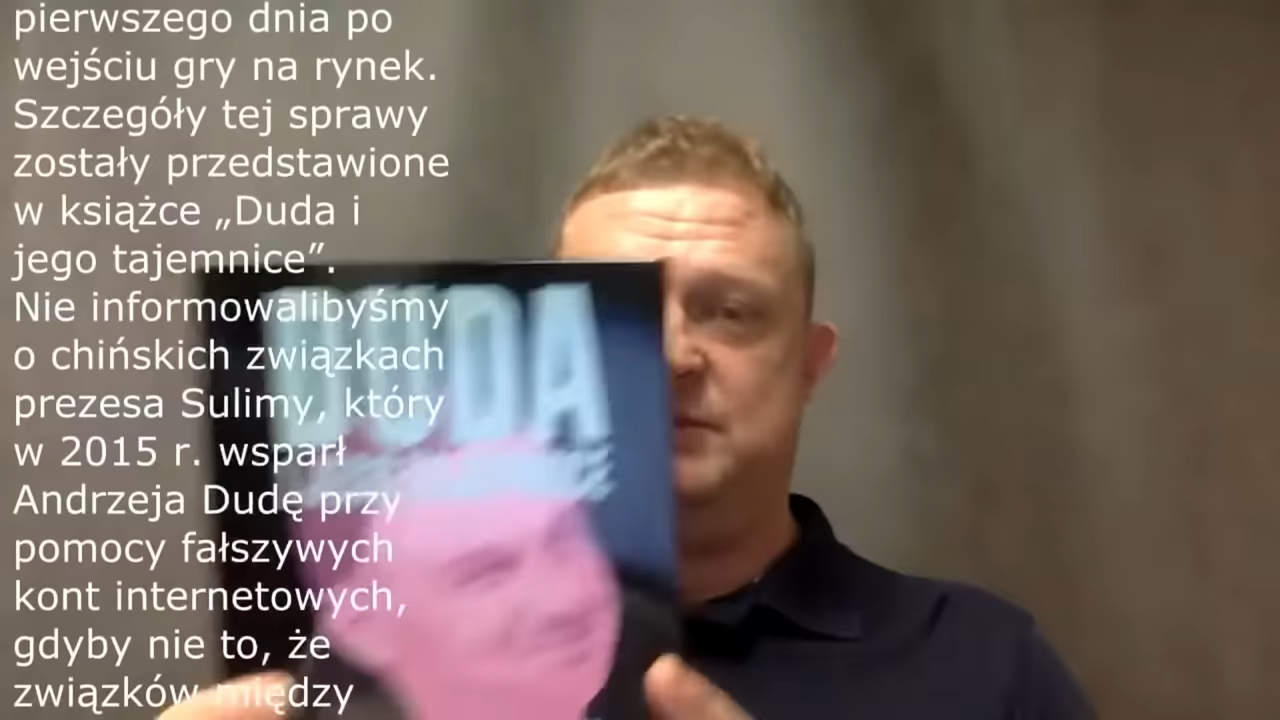 pierwszego dnia po
wejściu gry na rynek.
Szczegóły tej sprawy
zostały przedstawione
w książce „Duda i
jego tajemnice”.
Nie informowalibyśmy
o chińskich związkach
prezesa Sulimy, który
w 2015 r. wsparł
Andrzeja Dudę przy
pomocy fałszywych
kont internetowych,
gdyby nie to, że
związków między
DUDA